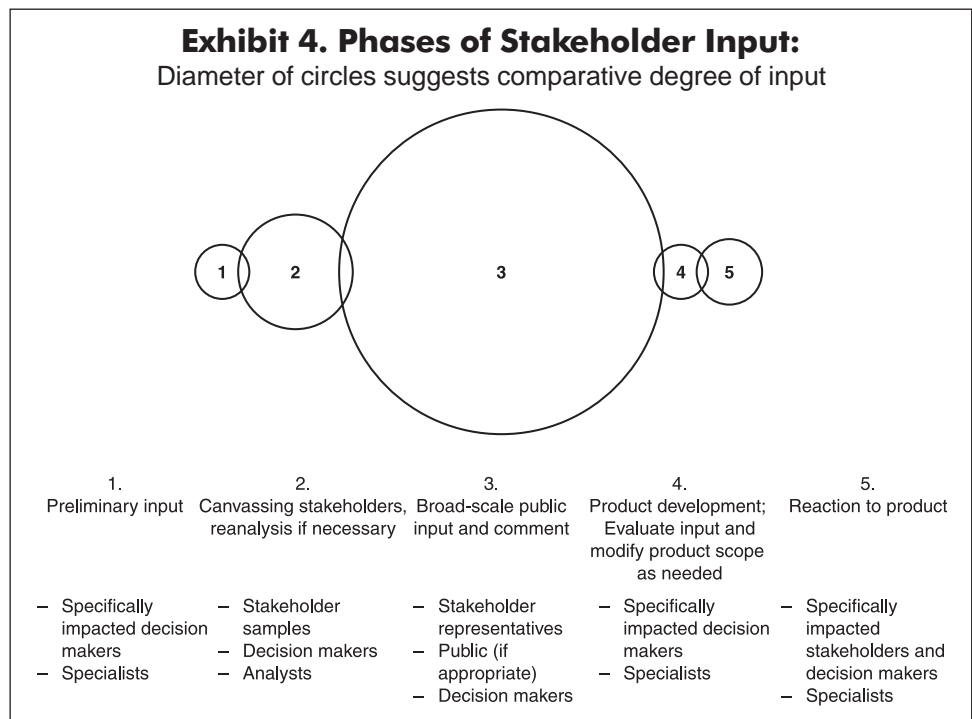 Exhibit 4. Phases of Stakeholder Input:
Diameter of circles suggests comparative degree of input
1
2
3
4
5
1.
Preliminary input
2.
Canvassing stakeholders,
reanalysis if necessary
3.
Broad-scale public
input and comment
4.
Product development;
Evaluate input and
modify product scope
as needed
5.
Reaction to product
– Specifically
impacted decision
makers
– Specialists
– Stakeholder
samples
– Decision makers
– Analysts
– Stakeholder
representatives
– Public (if
appropriate)
– Decision makers
– Specifically
impacted decision
makers
– Specialists
– Specifically
impacted
stakeholders and
decision makers
– Specialists